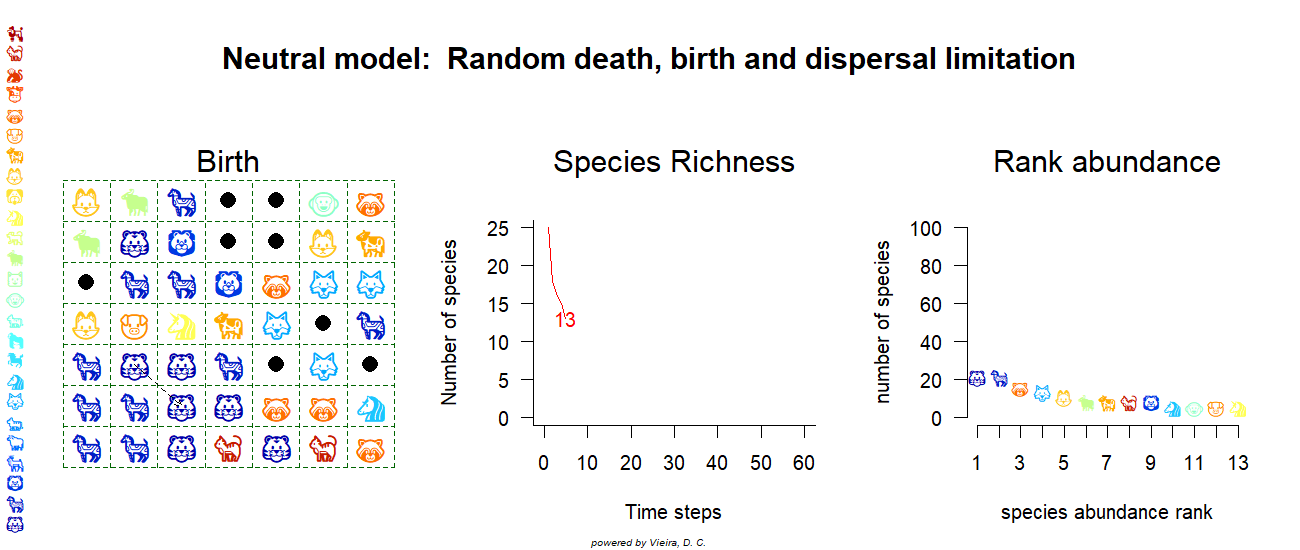 Neutral model:  Random death, birth and dispersal limitation
Birth
Species Richness
Rank abundance
Number of species
25
20
15
10
5
0
13
0 10 20 30 40 50 60
Time steps
number of species
100
80
60
40
20
0
1 3 5 7 9 11 13
species abundance rank
powered by Vieira, D. C.